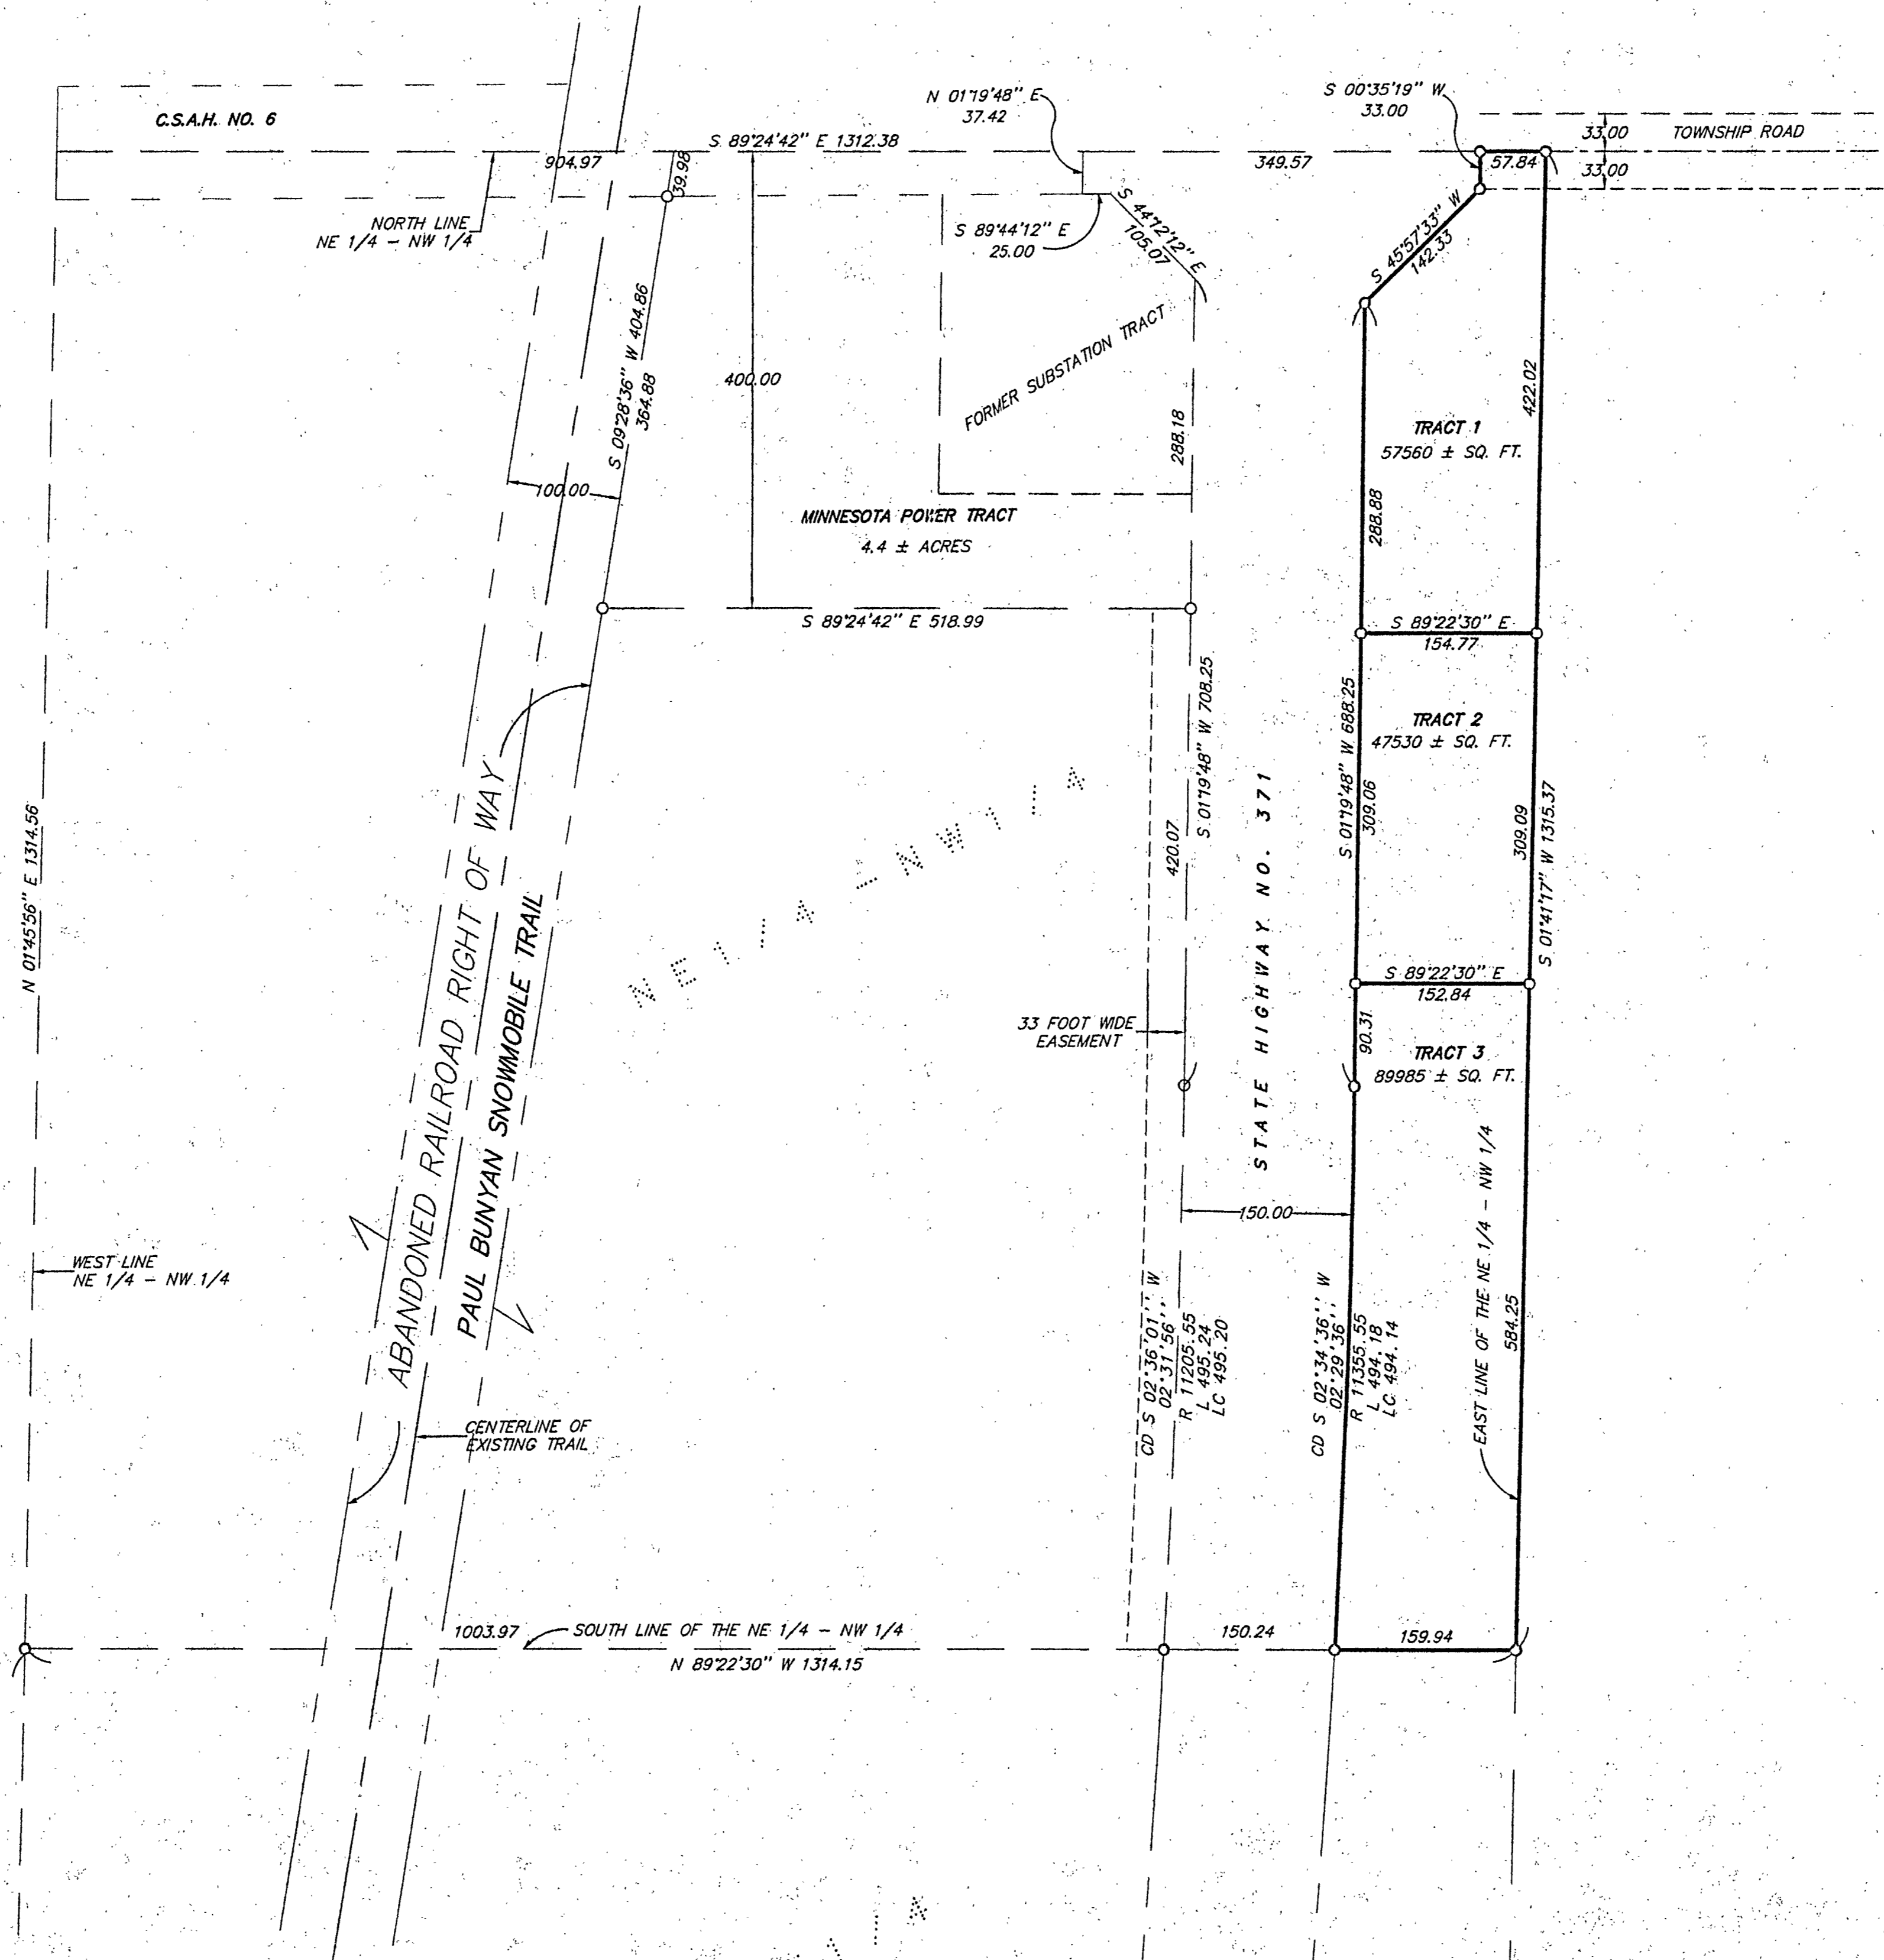 C.S.A.H. NO. 6
N 01°19'48" E
37.42
S 00°35'19" W
33.00
33.00
TOWNSHIP ROAD
S 89°24'42" E 1312.38
904.97
39.98
349.57
57.84
33.00
NORTH LINE
NE 1/4 - NW 1/4
S 89°44'12" E
25.00
S 44°12'12" E
105.07
S 45°57'33" W
142.33
S 09°28'36" W 404.86
364.88
400.00
FORMER SUBSTATION TRACT
288.18
422.02
TRACT 1
57560 ± SQ. FT.
100.00
MINNESOTA POWER TRACT
4.4 ± ACRES
288.88
S 89°24'42" E 518.99
S 89°22'30" E
154.77
S 01°19'48" W 708.25
420.07
S 01°19'48" W 688.25
309.06
TRACT 2
47530 ± SQ. FT.
309.09
S 01°41'17" W 1315.37
N 01°45'56" E 1314.56
ABANDONED RAILROAD RIGHT OF WAY
PAUL BUNYAN SNOWMOBILE TRAIL
NE 1/4 - NW 1/4
STATE HIGHWAY NO. 371
S 89°22'30" E
152.84
33 FOOT WIDE
EASEMENT
90.31
TRACT 3
89985 ± SQ. FT.
150.00
WEST LINE
NE 1/4 - NW 1/4
CD S 02°36'01" W
02°31'56"
R 11205.55
L 495.24
LC 495.20
CD S 02°34'36" W
02°29'36"
R 11355.55
L 494.18
LC 494.14
EAST LINE OF THE NE 1/4 - NW 1/4
584.25
CENTERLINE OF
EXISTING TRAIL
1003.97
SOUTH LINE OF THE NE 1/4 - NW 1/4
150.24
159.94
N 89°22'30" W 1314.15